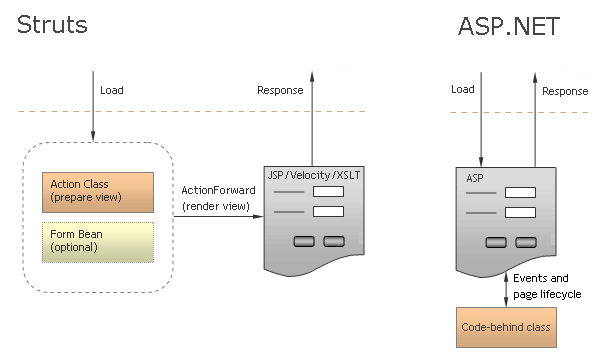 Struts
ASP.NET
Load
Response
Load
Response
JSP/Velocity/XSLT
ASP
Action Class
(prepare view)
ActionForward
(render view)
Form Bean
(optional)
Events and
page lifecycle
Code-behind class